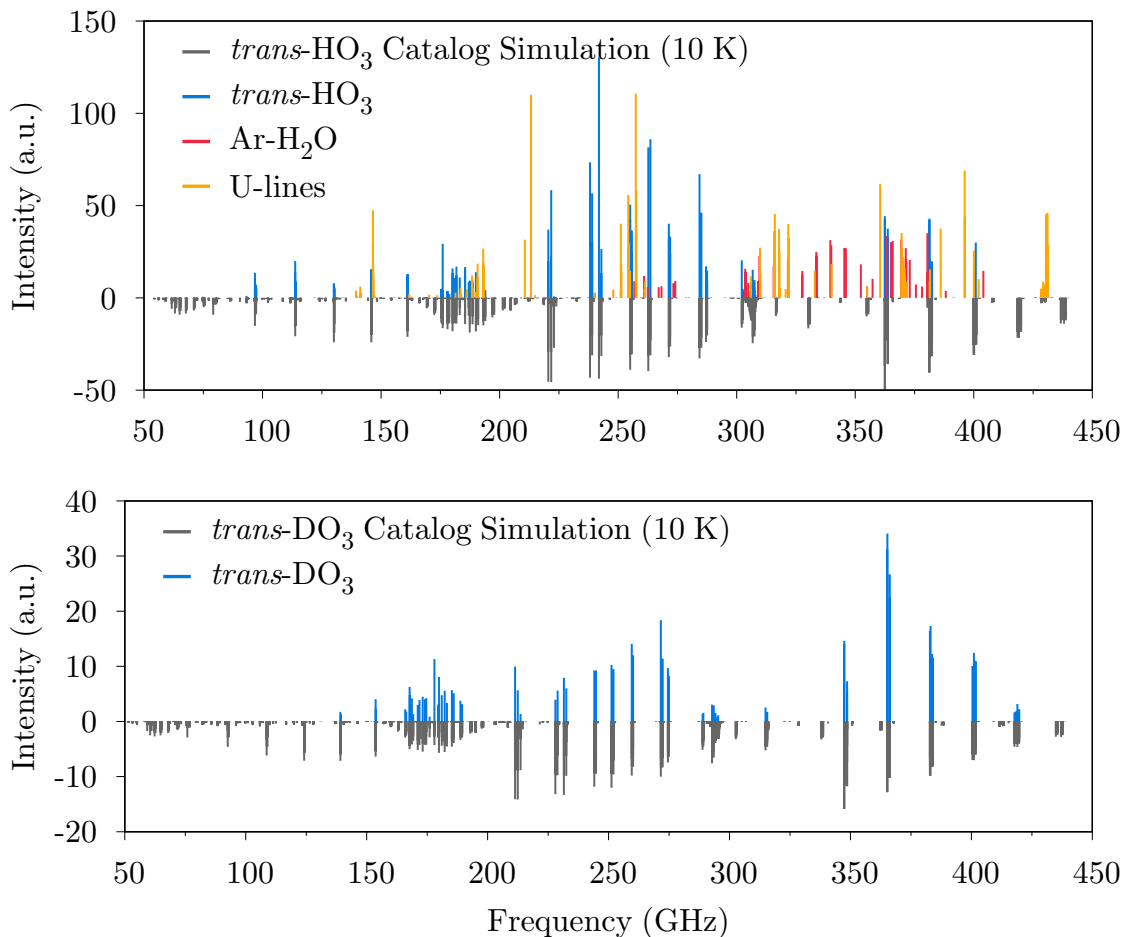 150
100
50
0
-50
Intensity (a.u.)
trans-HO₃ Catalog Simulation (10 K)
trans-HO₃
Ar-H₂O
U-lines
50 100 150 200 250 300 350 400 450
40
30
20
10
0
-10
-20
Intensity (a.u.)
trans-DO₃ Catalog Simulation (10 K)
trans-DO₃
50 100 150 200 250 300 350 400 450
Frequency (GHz)